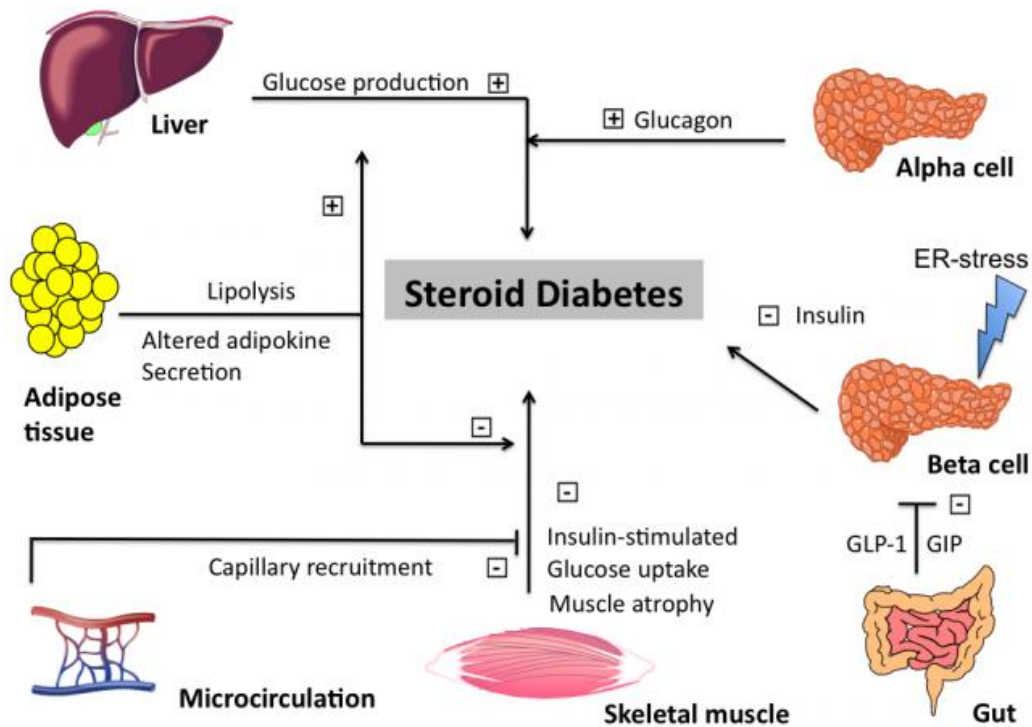 Glucose production [+]
Liver
[+] Glucagon
Alpha cell
[+]
ER-stress
Lipolysis
Steroid Diabetes
[-] Insulin
Altered adipokine
Secretion
Adipose
tissue
[-]
Beta cell
[-]
[-]
Insulin-stimulated
Glucose uptake
Muscle atrophy
GLP-1
GIP
Capillary recruitment [-]
Microcirculation
Skeletal muscle
Gut